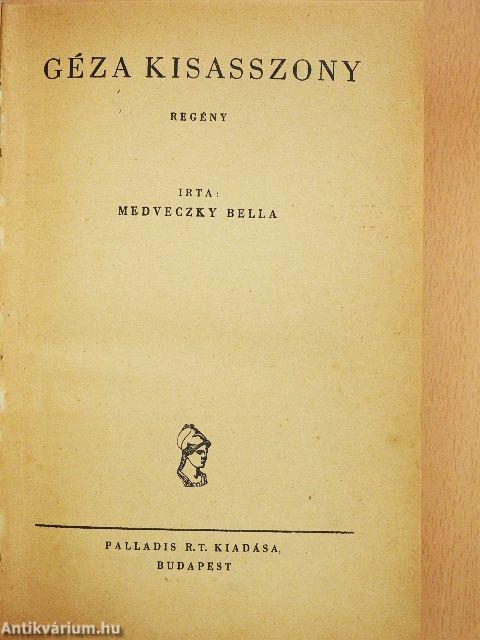 GÉZA KISASSZONY
REGÉNY
IRTA:
MEDVECZKY BELLA
PALLADIS R.T. KIADÁSA,
BUDAPEST
Antikvárium.hu